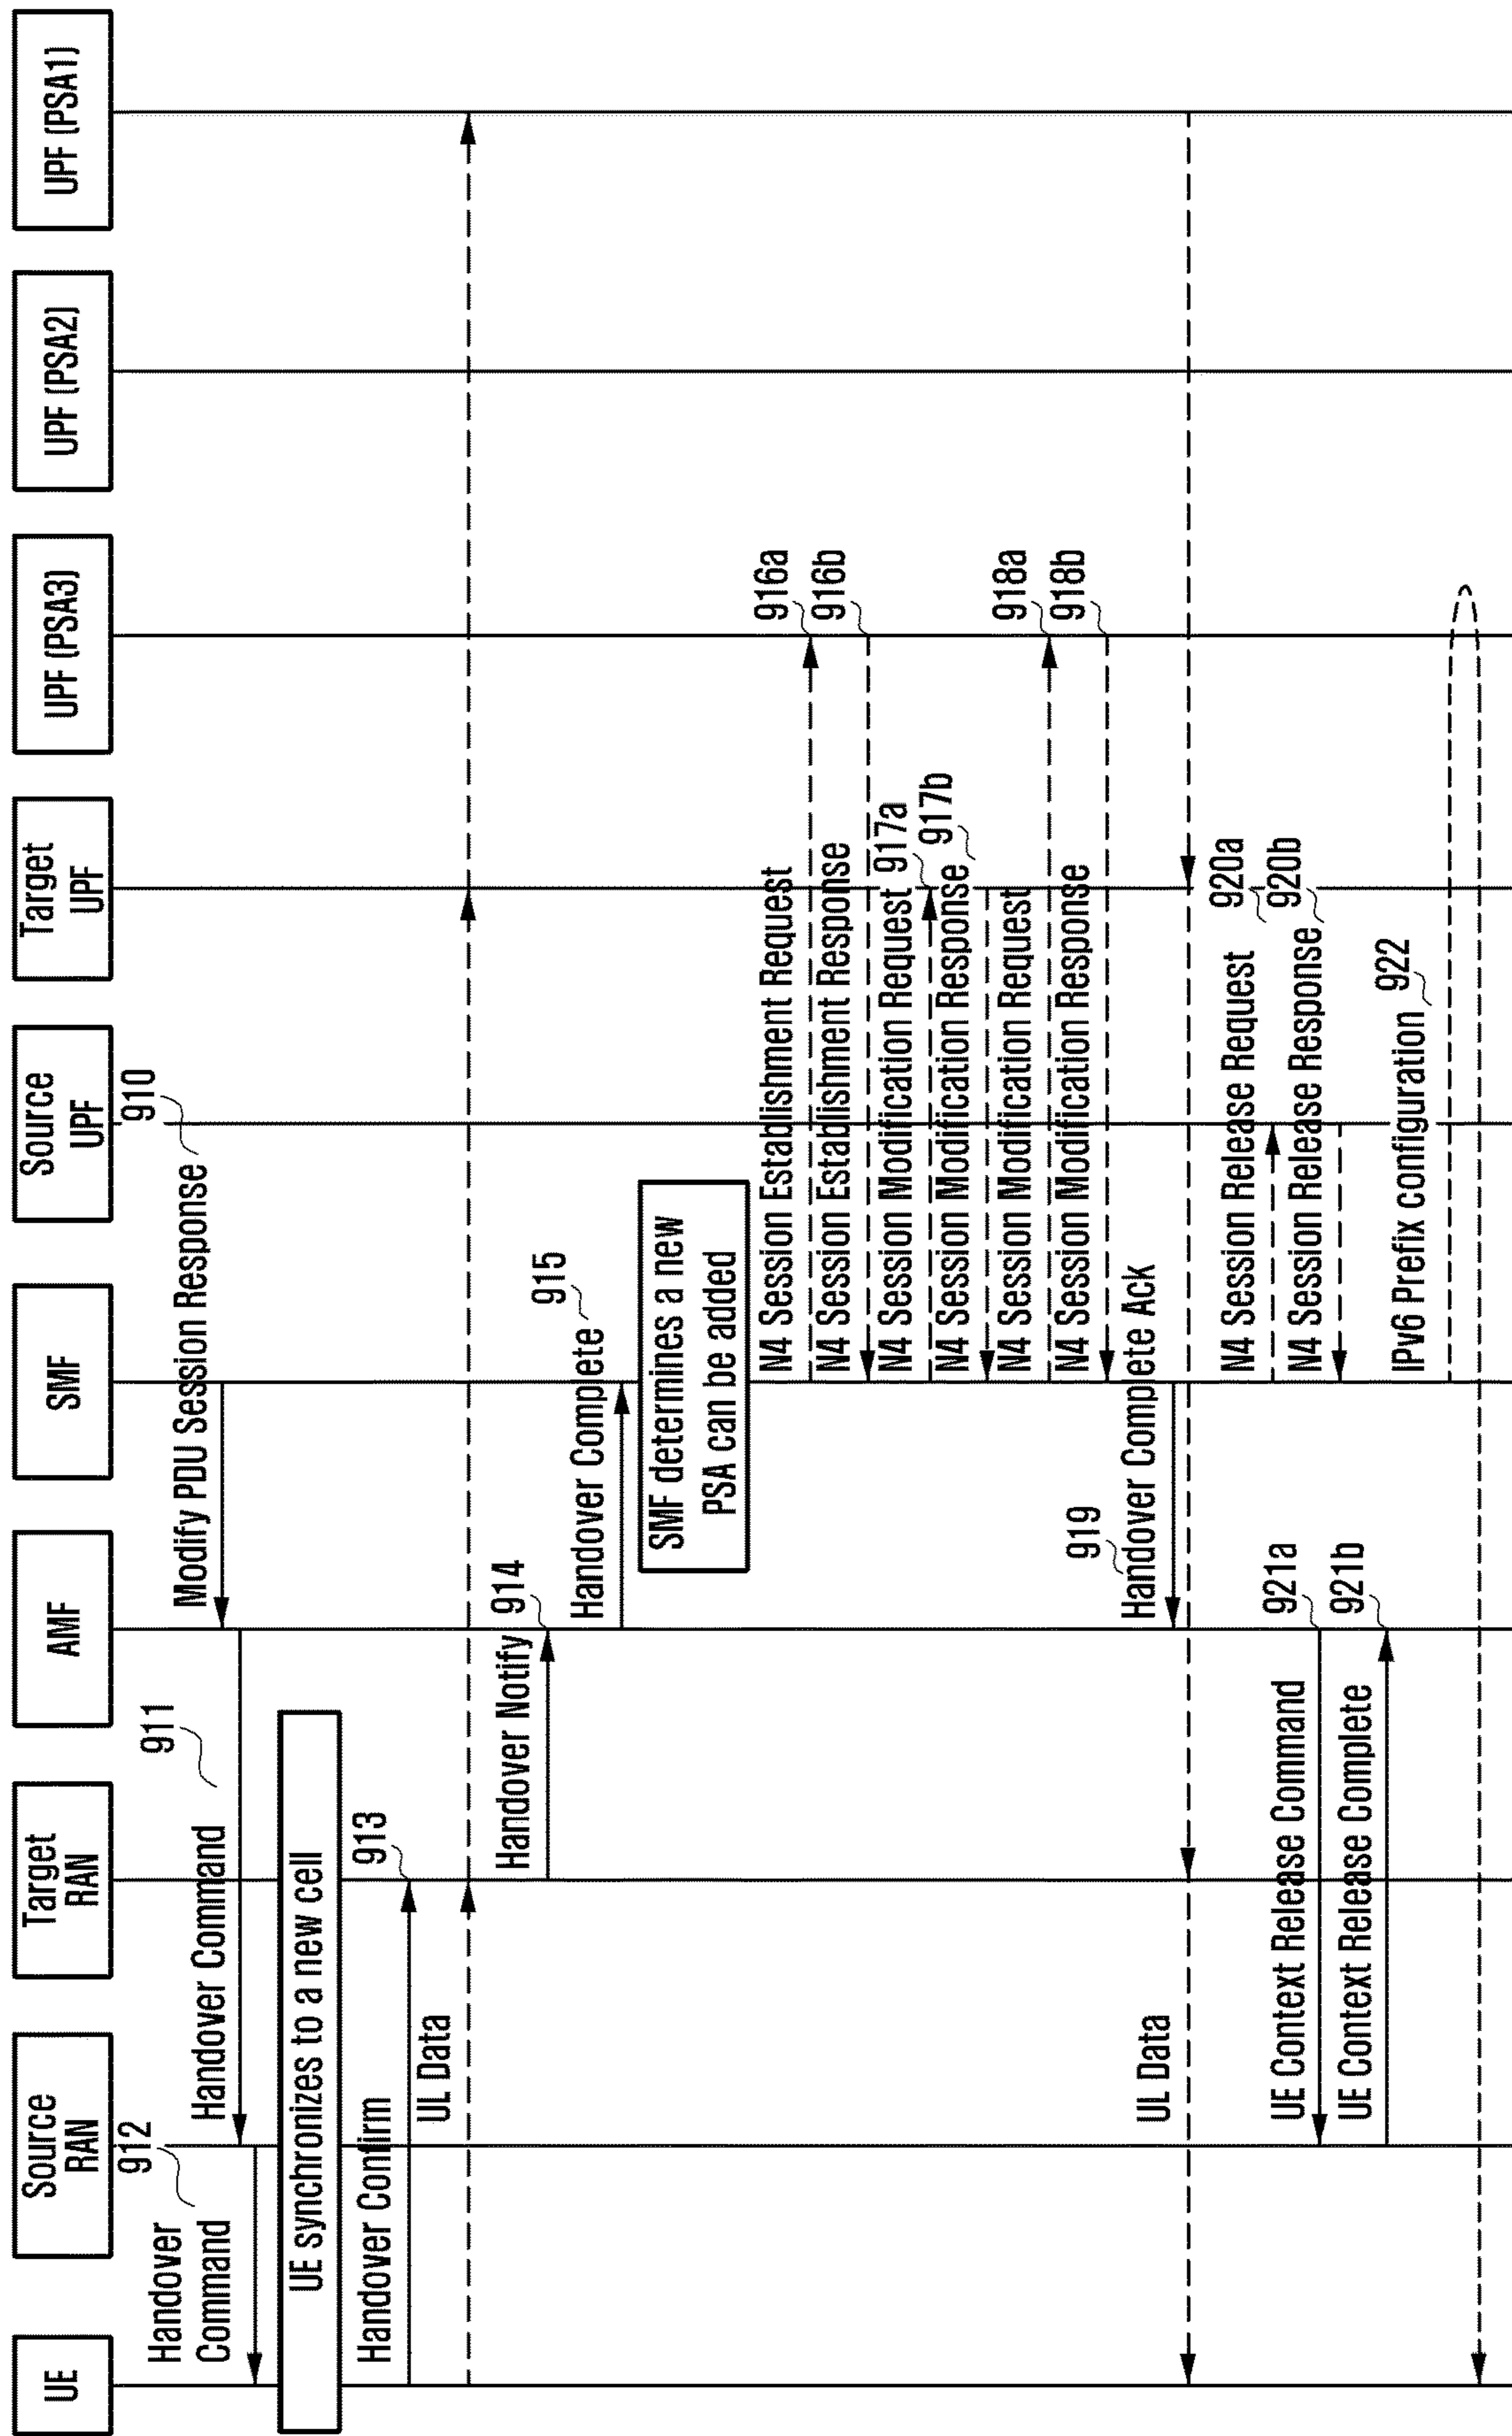 UE
Source
RAN
Target
RAN
AMF
SMF
Source
UPF
Target
UPF
UPF (PSA3)
UPF (PSA2)
UPF (PSA1)
910
Modify PDU Session Response
911
Handover Command
912
Handover
Command
UE synchronizes to a new cell
Handover Confirm
913
UL Data
Handover Notify
914
Handover Complete
915
SMF determines a new
PSA can be added
N4 Session Establishment Request
916a
N4 Session Establishment Response
916b
N4 Session Modification Request
917a
N4 Session Modification Response
917b
N4 Session Modification Request
918a
N4 Session Modification Response
918b
919
Handover Complete Ack
UL Data
N4 Session Release Request
920a
N4 Session Release Response
920b
UE Context Release Command
921a
UE Context Release Complete
921b
IPv6 Prefix configuration
922